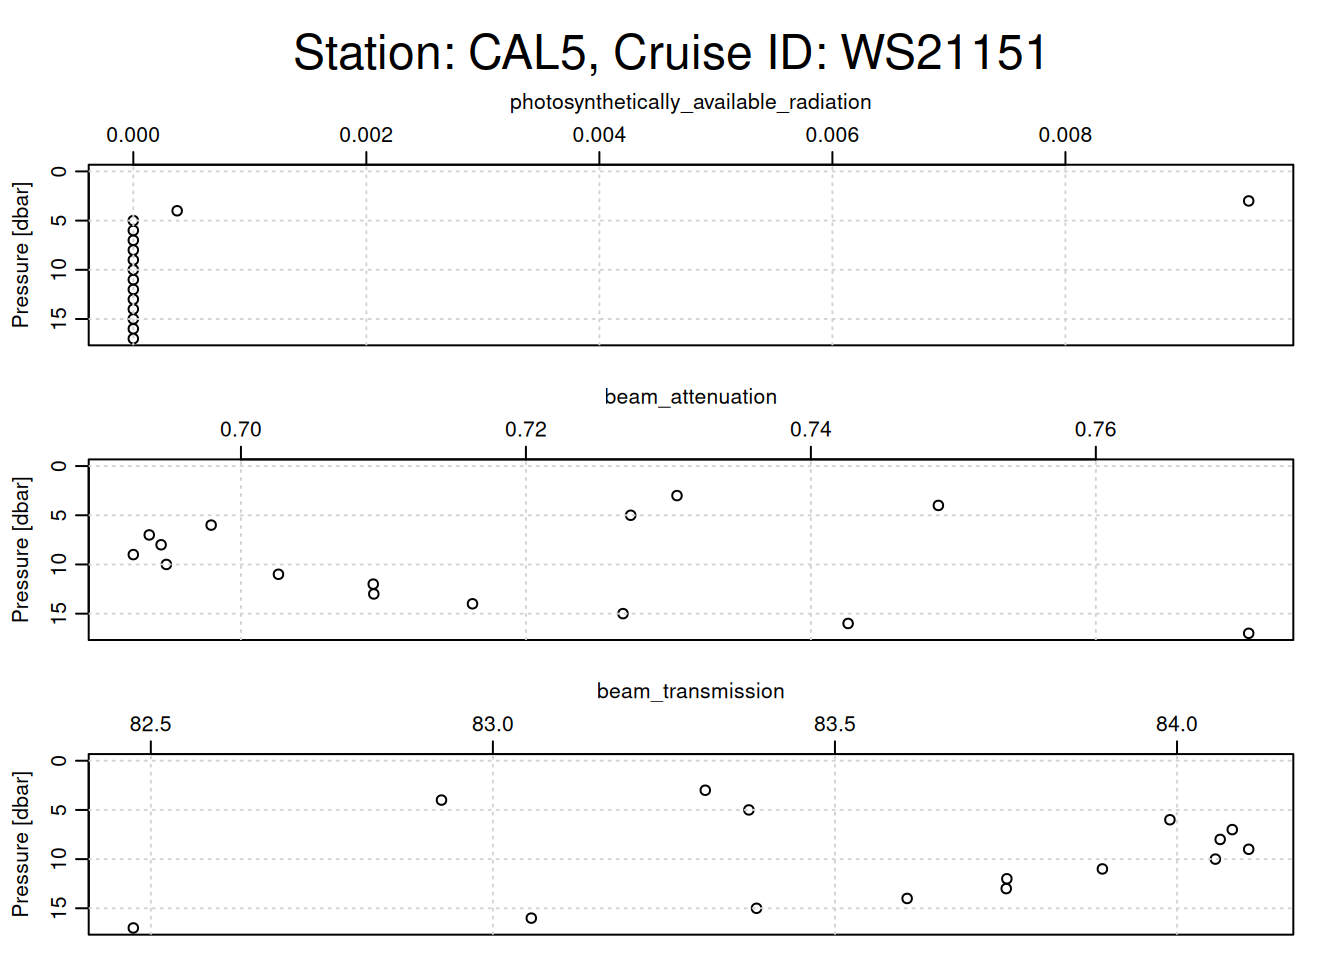 Station: CAL5, Cruise ID: WS21151
photosynthetically_available_radiation
0.000 0.002 0.004 0.006 0.008
Pressure [dbar]
0
5
10
15
beam_attenuation
0.70 0.72 0.74 0.76
Pressure [dbar]
0
5
10
15
beam_transmission
82.5 83.0 83.5 84.0
Pressure [dbar]
0
5
10
15